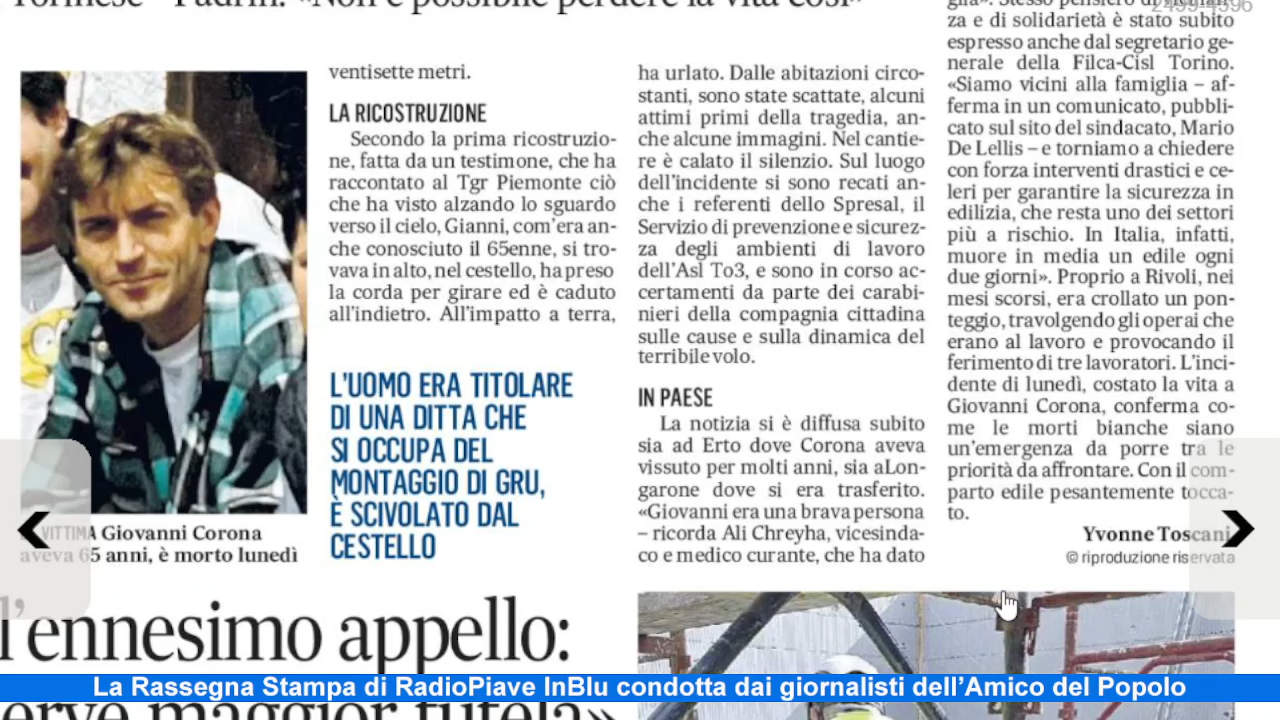 Torinese - Padrin: «Non è possibile perdere la vita così»
ventisette metri.
LA RICOSTRUZIONE
Secondo la prima ricostruzio-
ne, fatta da un testimone, che ha
raccontato al Tgr Piemonte ciò
che ha visto alzando lo sguardo
verso il cielo, Gianni, com'era an-
che conosciuto il 65enne, si tro-
vava in alto, nel cestello, ha preso
la corda per girare ed è caduto
all'indietro. All'impatto a terra,
L'UOMO ERA TITOLARE
DI UNA DITTA CHE
SI OCCUPA DEL
MONTAGGIO DI GRU,
È SCIVOLATO DAL
CESTELLO
VITTIMA Giovanni Corona
aveva 65 anni, è morto lunedì
ha urlato. Dalle abitazioni circo-
stanti, sono state scattate, alcuni
attimi primi della tragedia, an-
che alcune immagini. Nel cantie-
re è calato il silenzio. Sul luogo
dell'incidente si sono recati an-
che i referenti dello Spresal, il
Servizio di prevenzione e sicurez-
za degli ambienti di lavoro
dell'Asl To3, e sono in corso ac-
certamenti da parte dei carabi-
nieri della compagnia cittadina
sulle cause e sulla dinamica del
terribile volo.
IN PAESE
La notizia si è diffusa subito
sia ad Erto dove Corona aveva
vissuto per molti anni, sia aLon-
garone dove si era trasferito.
«Giovanni era una brava persona
– ricorda Ali Chreyha, vicesinda-
co e medico curante, che ha dato
glia». Stesso pensiero di vicinan-
za e di solidarietà è stato subito
espresso anche dal segretario ge-
nerale della Filca-Cisl Torino.
«Siamo vicini alla famiglia – af-
ferma in un comunicato, pubbli-
cato sul sito del sindacato, Mario
De Lellis – e torniamo a chiedere
con forza interventi drastici e ce-
leri per garantire la sicurezza in
edilizia, che resta uno dei settori
più a rischio. In Italia, infatti,
muore in media un edile ogni
due giorni». Proprio a Rivoli, nei
mesi scorsi, era crollato un pon-
teggio, travolgendo gli operai che
erano al lavoro e provocando il
ferimento di tre lavoratori. L'inci-
dente di lunedì, costato la vita a
Giovanni Corona, conferma co-
me le morti bianche siano
un'emergenza da porre tra le
priorità da affrontare. Con il com-
parto edile pesantemente tocca-
to.
Yvonne Toscani
© riproduzione riservata
l'ennesimo appello:
erve maggior tutela»
La Rassegna Stampa di RadioPiave InBlu condotta dai giornalisti dell'Amico del Popolo